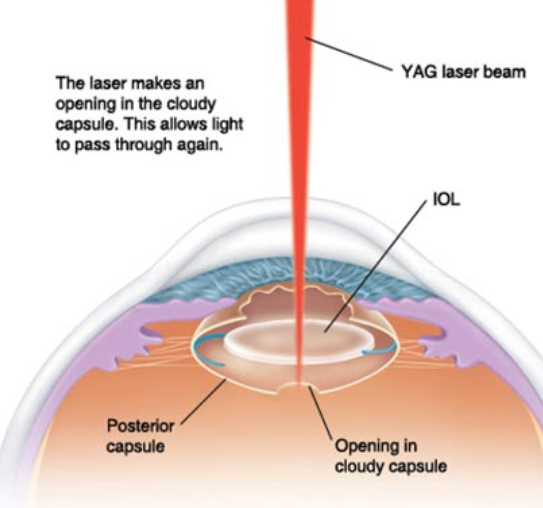 The laser makes an
opening in the cloudy
capsule. This allows light
to pass through again.
YAG laser beam
IOL
Posterior
capsule
Opening in
cloudy capsule